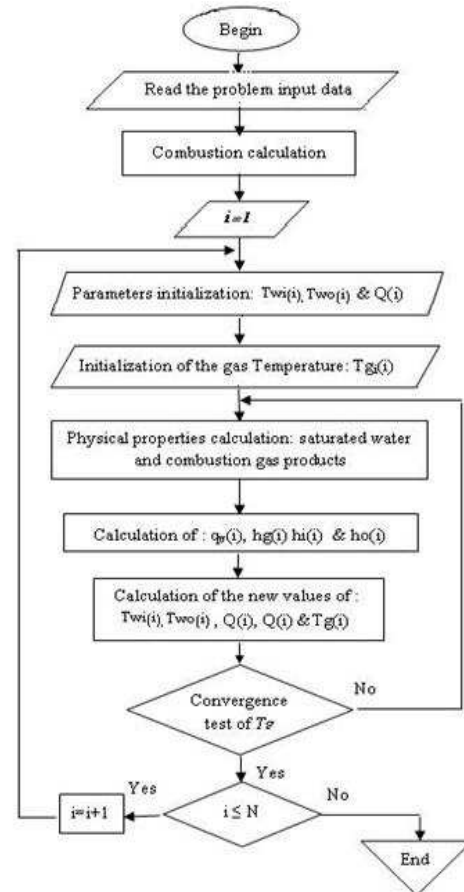 Begin
Read the problem input data
Combustion calculation
i=1
Parameters initialization: Twi(i), Two(i) & Q(i)
Initialization of the gas Temperature: Tgi(i)
Physical properties calculation: saturated water
and combustion gas products
Calculation of : (i), hg(i) hi(i) & ho(i)
Calculation of the new values of :
Twi(i), Two(i) , Q(i), Q(i) & Tg(i)
Convergence
test of Tg
No
Yes
Yes
i=i+1
i ≤ N
No
End